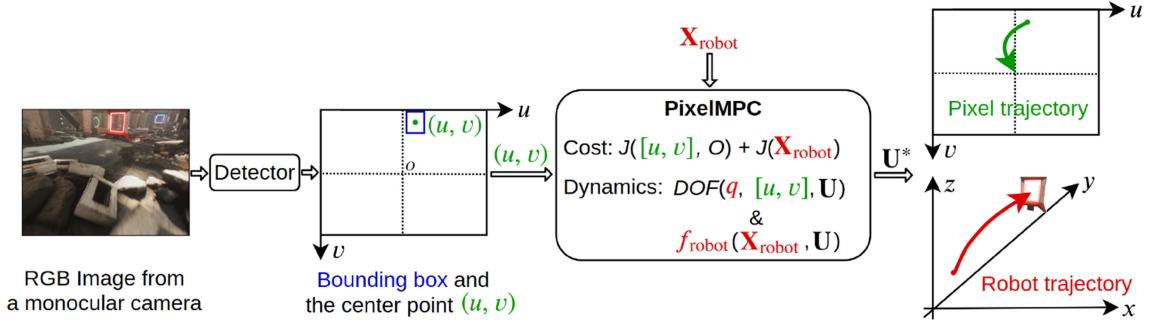 RGB Image from
a monocular camera
Detector
u
(u, v)
O
v
Bounding box and
the center point (u, v)
(u, v)
X_robot
PixelMPC
Cost: J([u, v], O) + J(X_robot)
Dynamics: DOF(q, [u, v], U)
&
f_robot(X_robot, U)
U*
u
Pixel trajectory
v
z
y
Robot trajectory
x